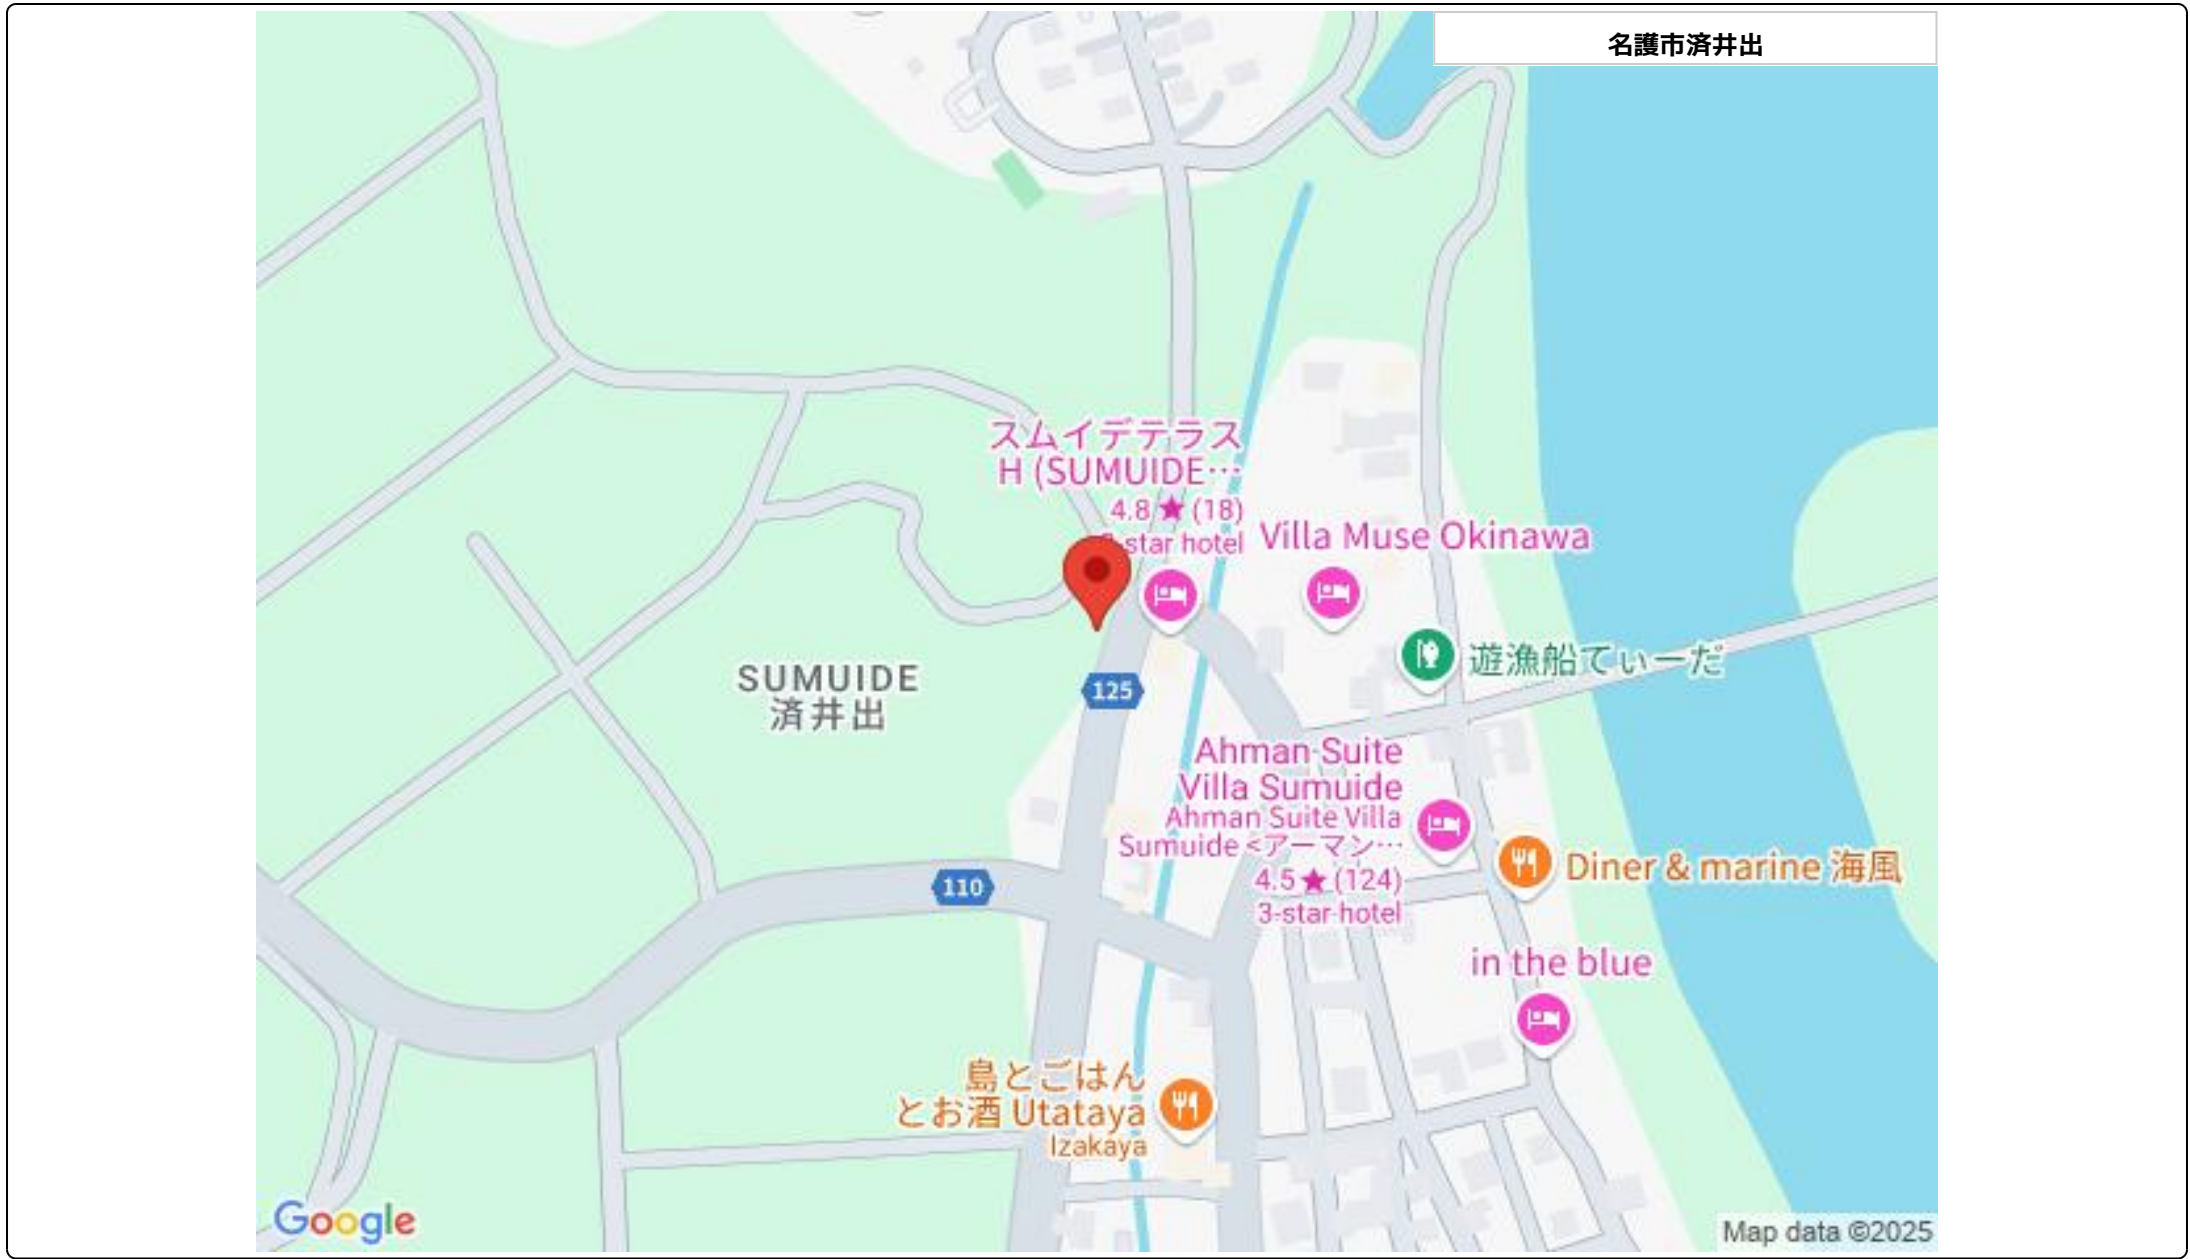 名護市済井出
スムイデテラス
H (SUMUIDE…
4.8 ★ (18)
-star hotel
Villa Muse Okinawa
遊漁船てぃーだ
SUMUIDE
済井出
125
Ahman Suite
Villa Sumuide
Ahman Suite Villa
Sumuide <アーマン…
4.5 ★ (124)
3-star hotel
110
Diner & marine 海風
in the blue
島とごはん
とお酒 Utataya
Izakaya
Google
Map data ©2025